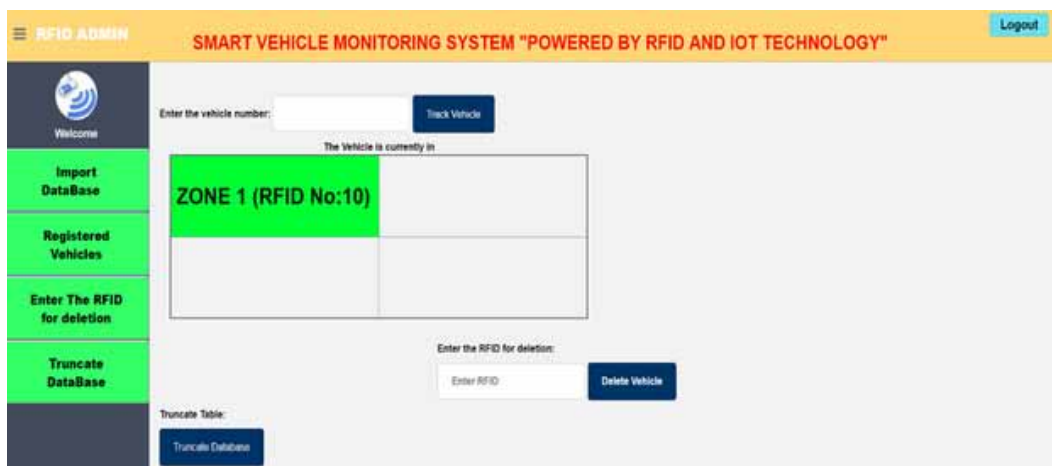 RFID ADMIN
SMART VEHICLE MONITORING SYSTEM "POWERED BY RFID AND IOT TECHNOLOGY"
Logout
Welcome
Import
DataBase
Registered
Vehicles
Enter The RFID
for deletion
Truncate
DataBase
Enter the vehicle number:
Track Vehicle
The Vehicle is currently in
ZONE 1 (RFID No:10)
Enter the RFID for deletion:
Enter RFID
Delete Vehicle
Truncate Table:
Truncate Database